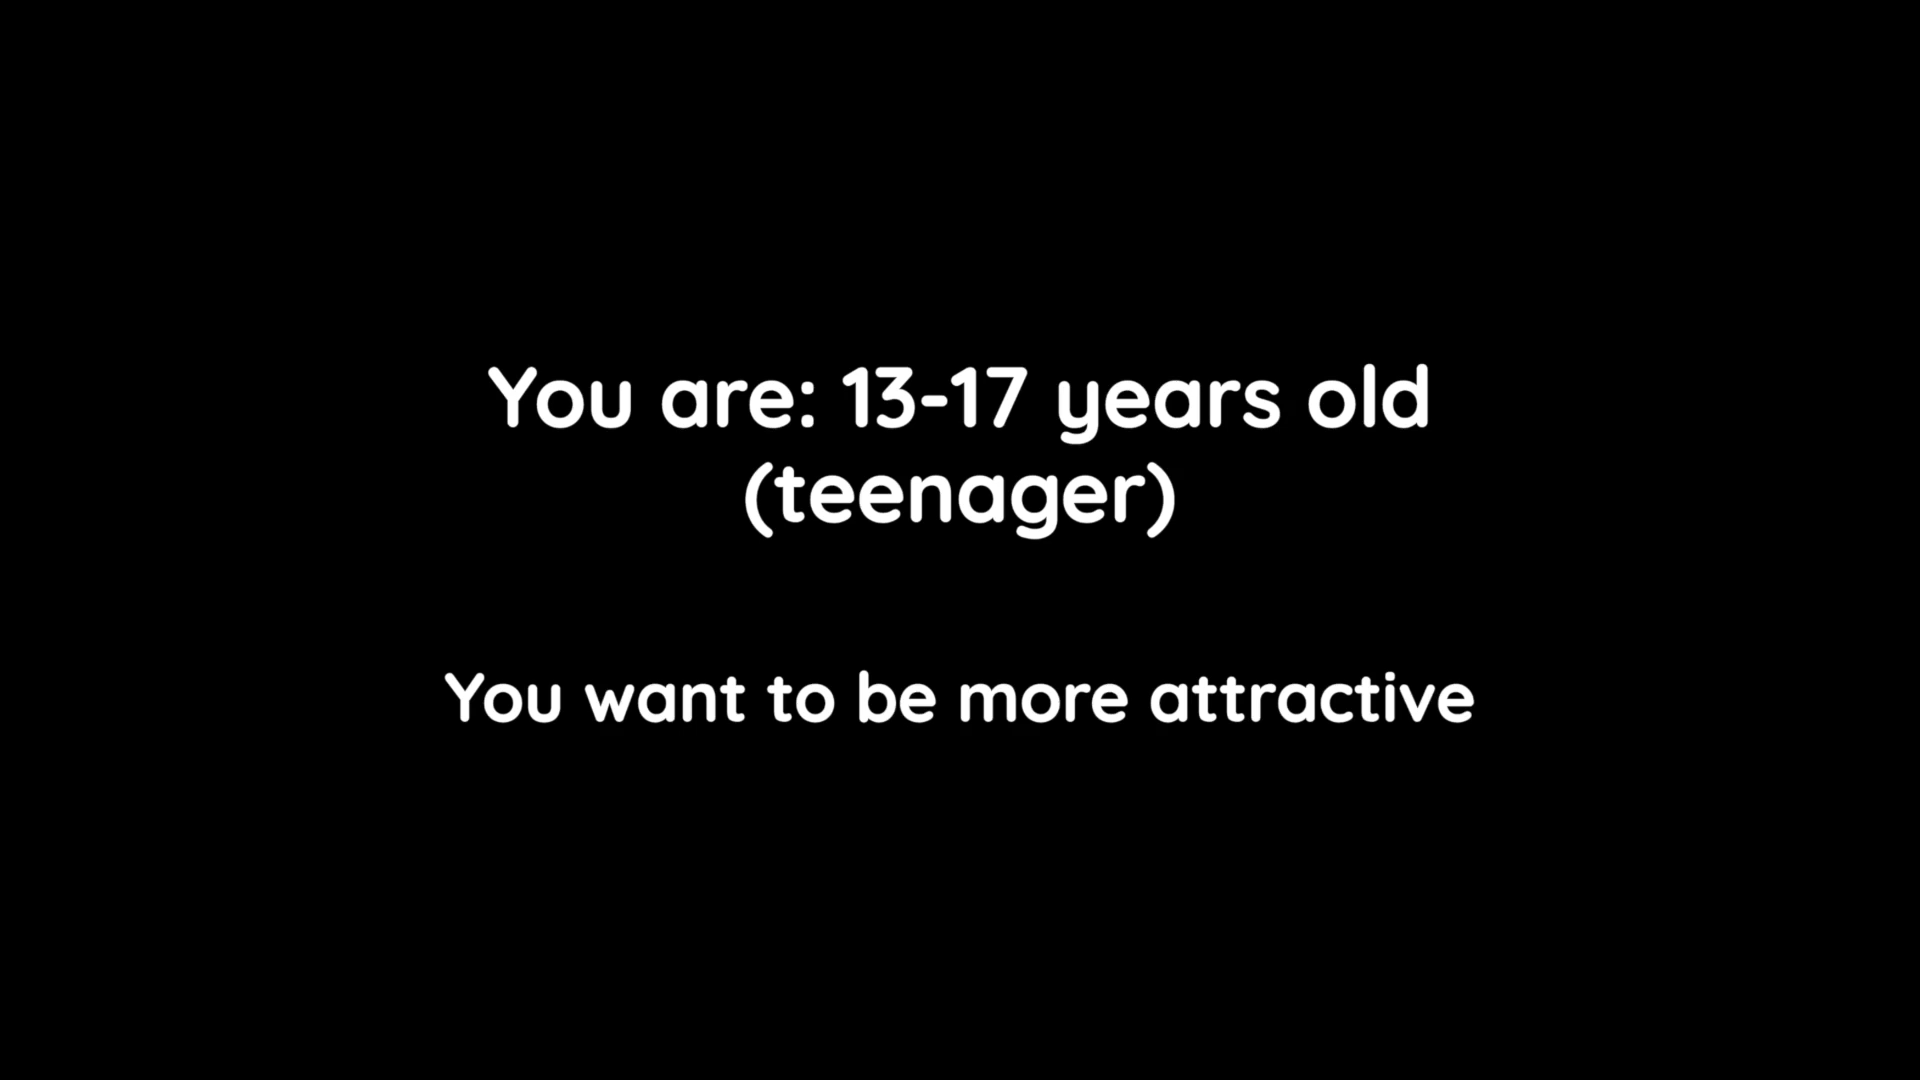 You are: 13-17 years old
(teenager)
You want to be more attractive